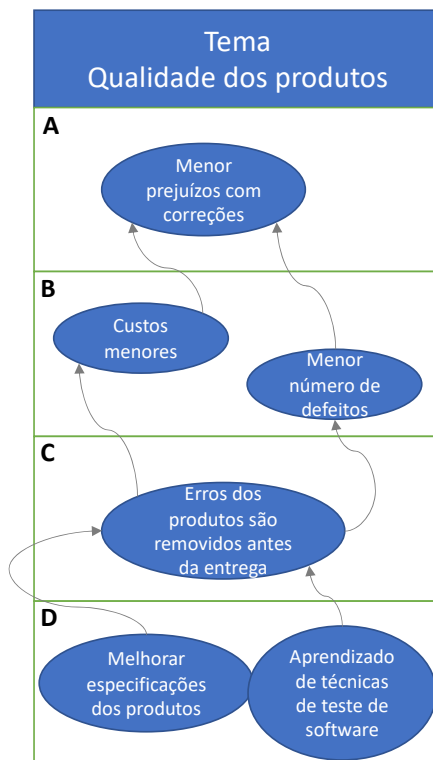 Tema
Qualidade dos produtos
A
Menor
prejuízos com
correções
B
Custos
menores
Menor
número de
defeitos
C
Erros dos
produtos são
removidos antes
da entrega
D
Melhorar
especificações
dos produtos
Aprendizado
de técnicas
de teste de
software